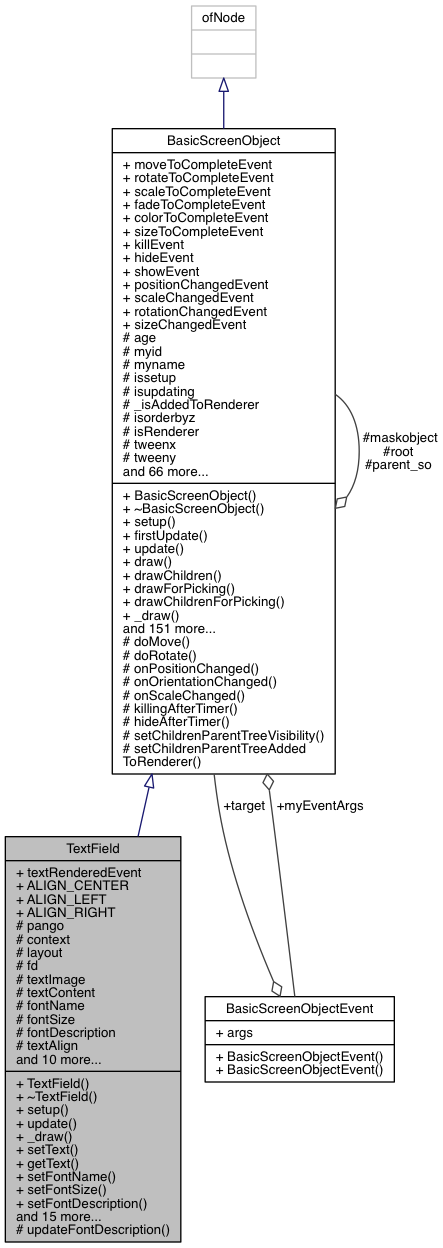 ofNode
BasicScreenObject
+ moveToCompleteEvent
+ rotateToCompleteEvent
+ scaleToCompleteEvent
+ fadeToCompleteEvent
+ colorToCompleteEvent
+ sizeToCompleteEvent
+ killEvent
+ hideEvent
+ showEvent
+ positionChangedEvent
+ scaleChangedEvent
+ rotationChangedEvent
+ sizeChangedEvent
# age
# myid
# myname
# issetup
# isupdating
# _isAddedToRenderer
# isorderbyz
# isRenderer
# tweenx
# tweeny
and 66 more...
+ BasicScreenObject()
+ ~BasicScreenObject()
+ setup()
+ firstUpdate()
+ update()
+ draw()
+ drawChildren()
+ drawForPicking()
+ drawChildrenForPicking()
+ _draw()
and 151 more...
# doMove()
# doRotate()
# onPositionChanged()
# onOrientationChanged()
# onScaleChanged()
# killingAfterTimer()
# hideAfterTimer()
# setChildrenParentTreeVisibility()
# setChildrenParentTreeAdded
ToRenderer()
#maskobject
#root
#parent_so
+target
+myEventArgs
TextField
+ textRenderedEvent
+ ALIGN_CENTER
+ ALIGN_LEFT
+ ALIGN_RIGHT
# pango
# context
# layout
# fd
# textImage
# textContent
# fontName
# fontSize
# fontDescription
# textAlign
and 10 more...
+ TextField()
+ ~TextField()
+ setup()
+ update()
+ _draw()
+ setText()
+ getText()
+ setFontName()
+ setFontSize()
+ setFontDescription()
and 15 more...
# updateFontDescription()
BasicScreenObjectEvent
+ args
+ BasicScreenObjectEvent()
+ BasicScreenObjectEvent()